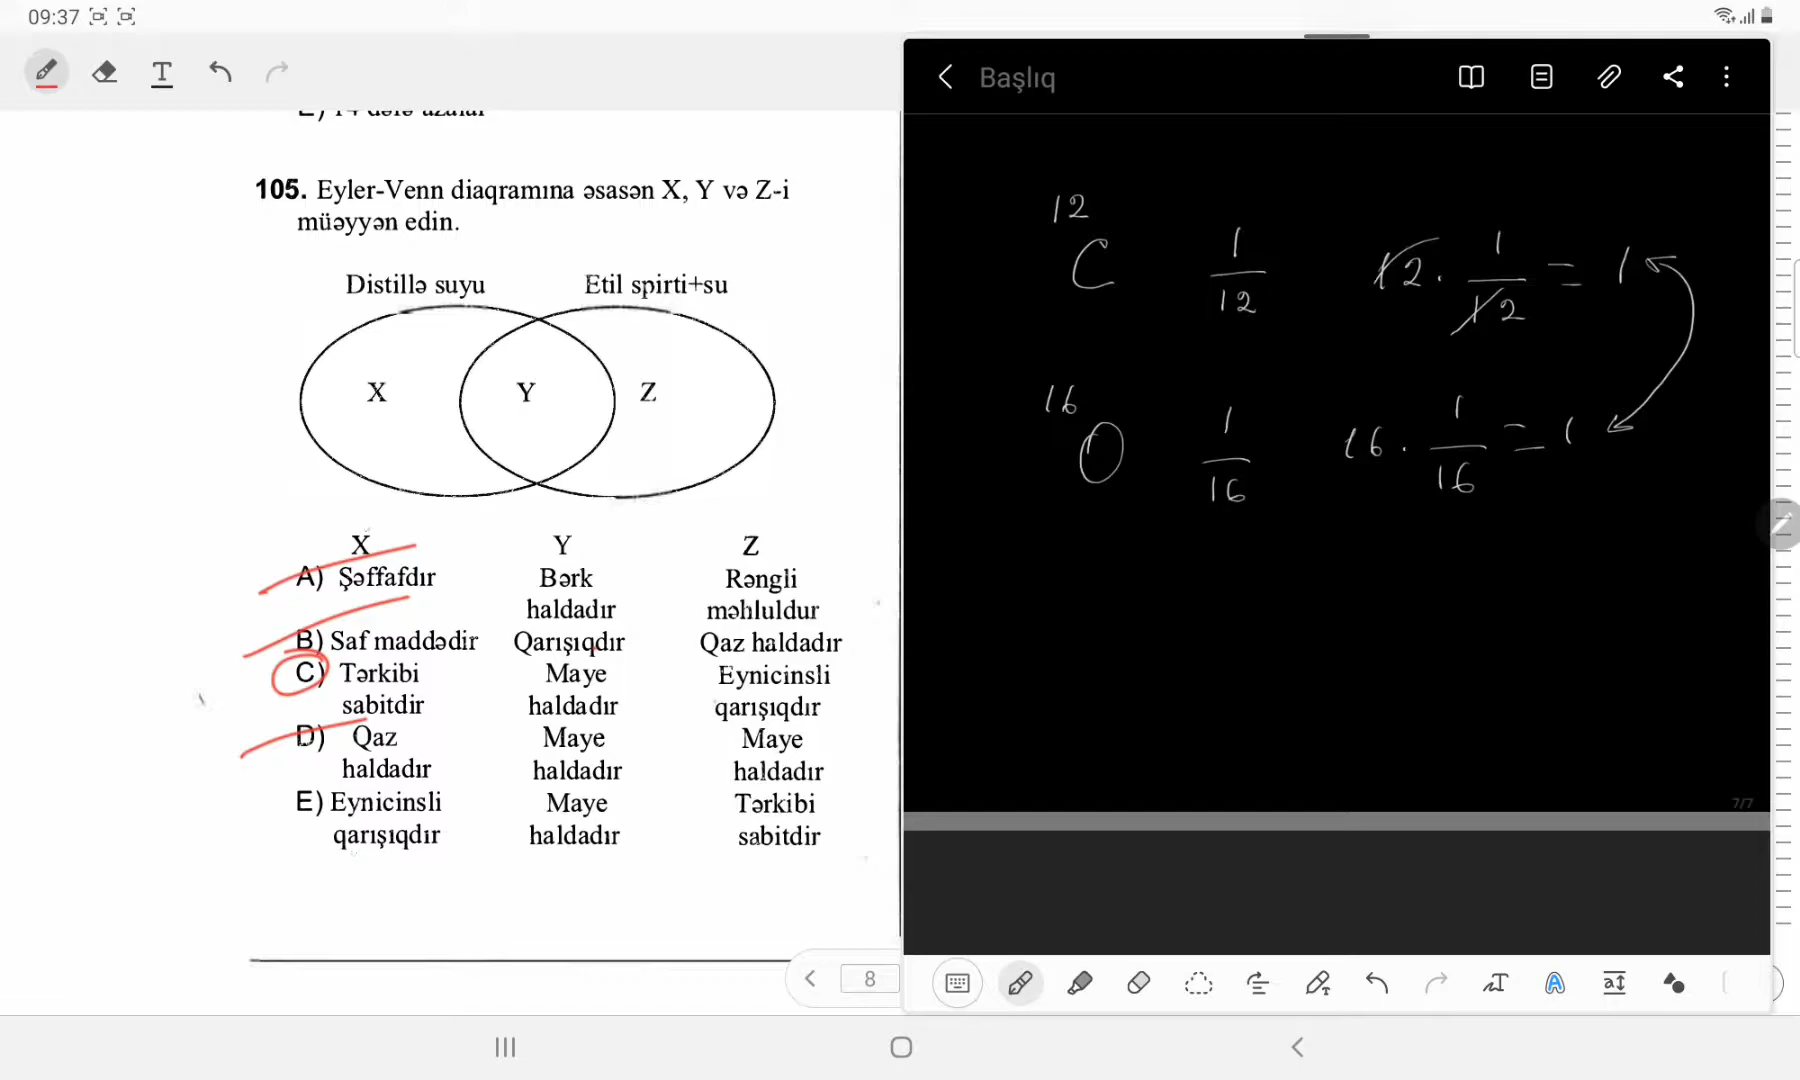 09:37
Başlıq
105. Eyler-Venn diaqramına əsasən X, Y və Z-i
müəyyən edin.
Distillə suyu Etil spirti+su
X Y Z
X Y Z
A) Şəffafdır Bərk Rəngli
haldadır məhluldur
B) Saf maddədir Qarışıqdır Qaz haldadır
C) Tərkibi Maye Eynicinsli
sabitdir haldadır qarışıqdır
D) Qaz Maye Maye
haldadır haldadır haldadır
E) Eynicinsli Maye Tərkibi
qarışıqdır haldadır sabitdir
8
12
C 1/12 12 · 1/12 = 1
16
O 1/16 16 · 1/16 = 1
7/7